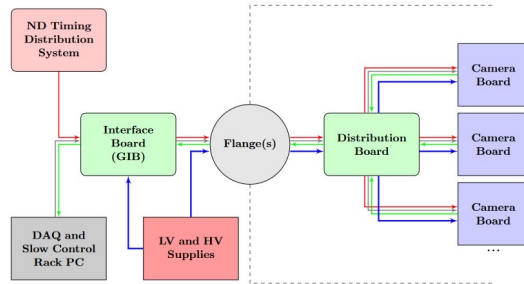 ND Timing
Distribution
System
Interface
Board
(GIB)
DAQ and
Slow Control
Rack PC
LV and HV
Supplies
Flange(s)
Distribution
Board
Camera
Board
Camera
Board
Camera
Board
...